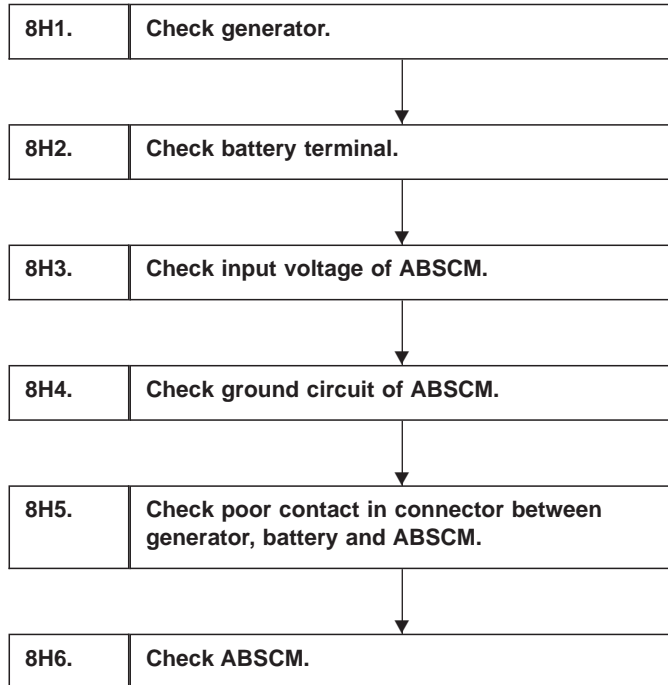 8H1. Check generator.
8H2. Check battery terminal.
8H3. Check input voltage of ABSCM.
8H4. Check ground circuit of ABSCM.
8H5. Check poor contact in connector between
generator, battery and ABSCM.
8H6. Check ABSCM.